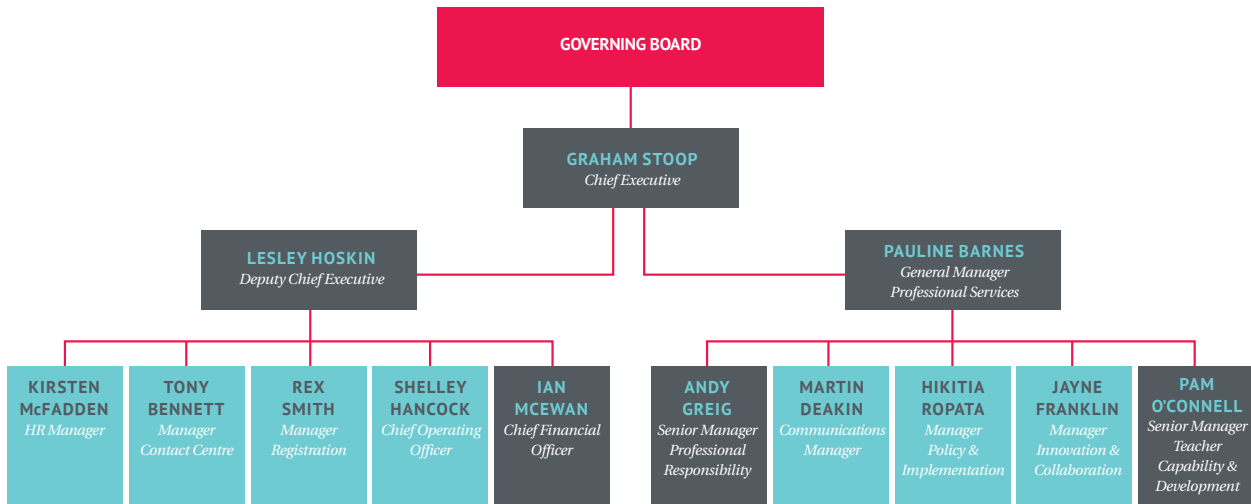 GOVERNING BOARD
GRAHAM STOOP
Chief Executive
LESLEY HOSKIN
Deputy Chief Executive
PAULINE BARNES
General Manager
Professional Services
KIRSTEN
McFADDEN
HR Manager
TONY
BENNETT
Manager
Contact Centre
REX
SMITH
Manager
Registration
SHELLEY
HANCOCK
Chief Operating
Officer
IAN
MCEWAN
Chief Financial
Officer
ANDY
GREIG
Senior Manager
Professional
Responsibility
MARTIN
DEAKIN
Communications
Manager
HIKITIA
ROPATA
Manager
Policy &
Implementation
JAYNE
FRANKLIN
Manager
Innovation &
Collaboration
PAM
O'CONNELL
Senior Manager
Teacher
Capability &
Development